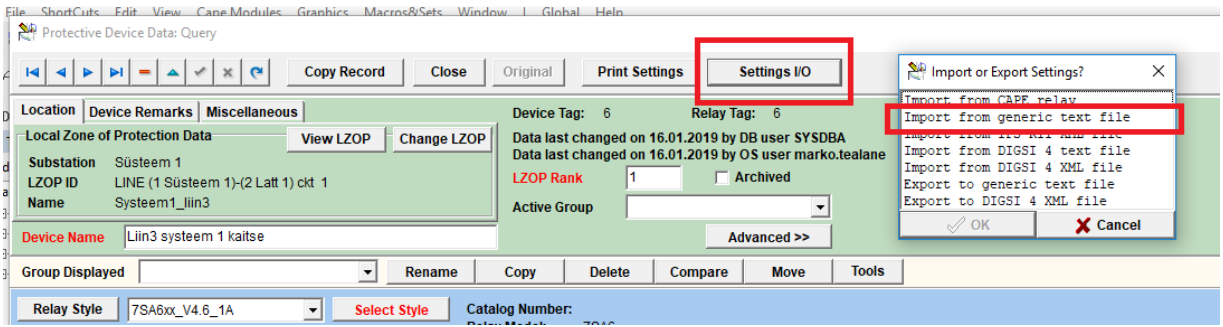 File ShortCuts Edit View Cape Modules Graphics Macros&Sets Window | Global Help
Protective Device Data: Query
Copy Record Close Original Print Settings Settings I/O
Import or Export Settings?
Import from CAPE relay
Import from generic text file
Import from DIGSI 4 text file
Import from DIGSI 4 XML file
Export to generic text file
Export to DIGSI 4 XML file
OK Cancel
Location Device Remarks Miscellaneous
Local Zone of Protection Data View LZOP Change LZOP
Substation Süsteem 1
LZOP ID LINE (1 Süsteem 1)-(2 Latt 1) ckt 1
Name Systeem1_liin3
Device Name Liin3 systeem 1 kaitse
Device Tag: 6 Relay Tag: 6
Data last changed on 16.01.2019 by DB user SYSDBA
Data last changed on 16.01.2019 by OS user marko.tealane
LZOP Rank 1 Archived
Active Group
Advanced >>
Group Displayed Rename Copy Delete Compare Move Tools
Relay Style 7SA6xx_V4.6_1A Select Style Catalog Number:
Relay Model: 7SA6